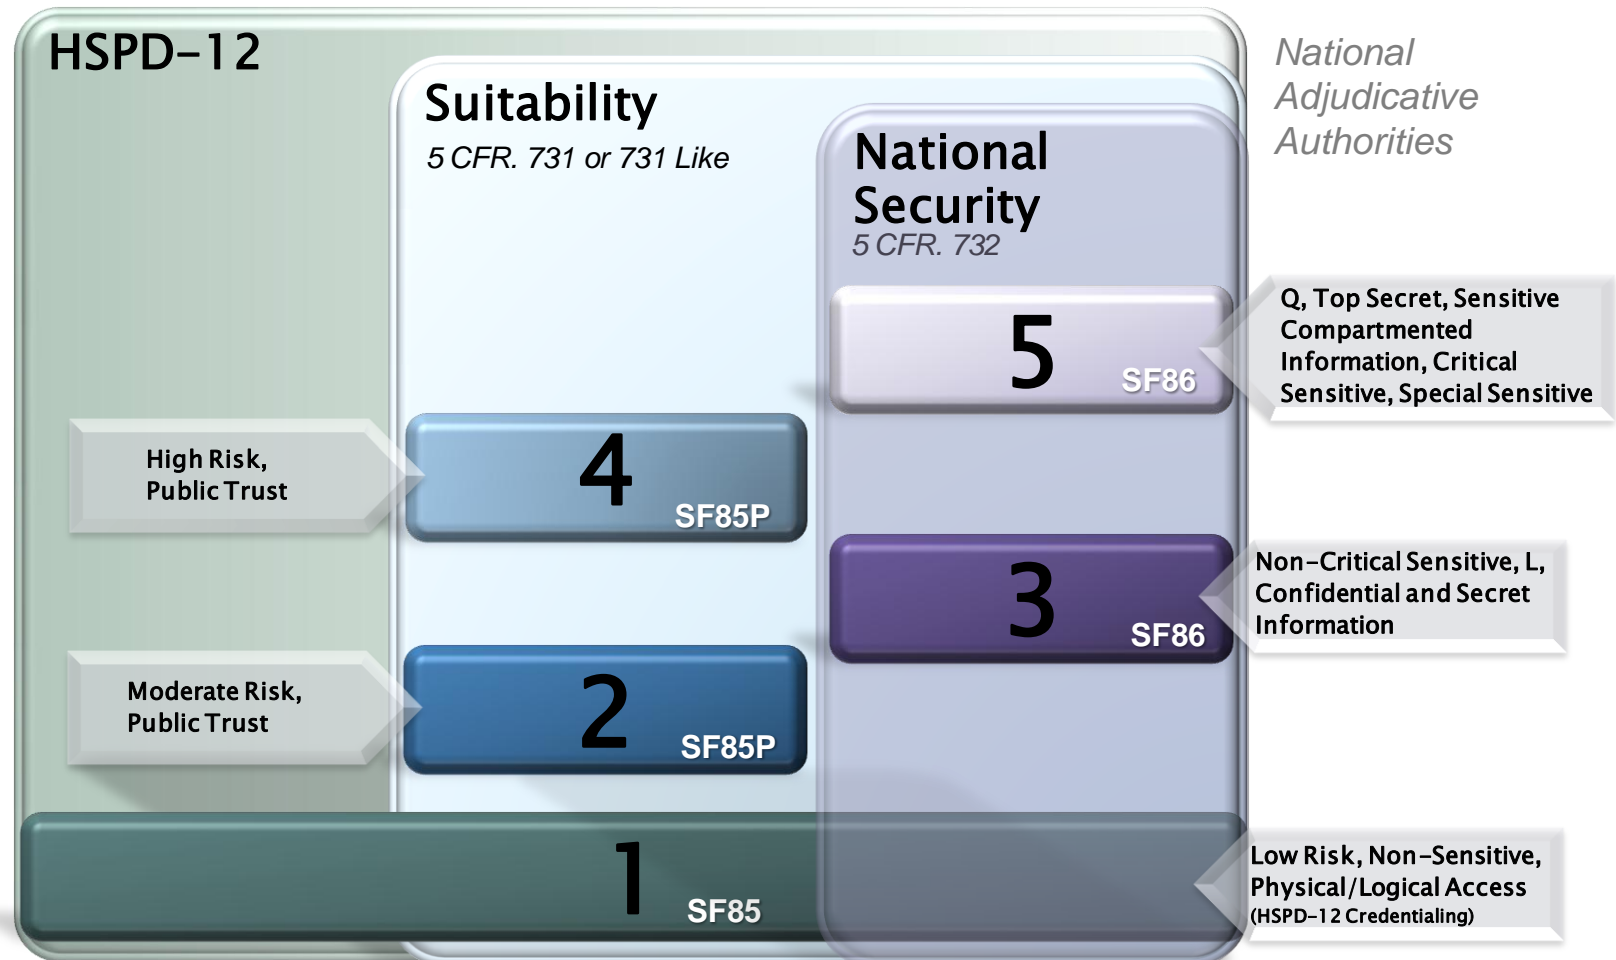 HSPD-12
National
Adjudicative
Authorities
Suitability
5 CFR. 731 or 731 Like
National
Security
5 CFR. 732
5
SF86
Q, Top Secret, Sensitive
Compartmented
Information, Critical
Sensitive, Special Sensitive
High Risk,
Public Trust
4
SF85P
3
SF86
Non-Critical Sensitive, L,
Confidential and Secret
Information
Moderate Risk,
Public Trust
2
SF85P
1
SF85
Low Risk, Non-Sensitive,
Physical/Logical Access
(HSPD-12 Credentialing)